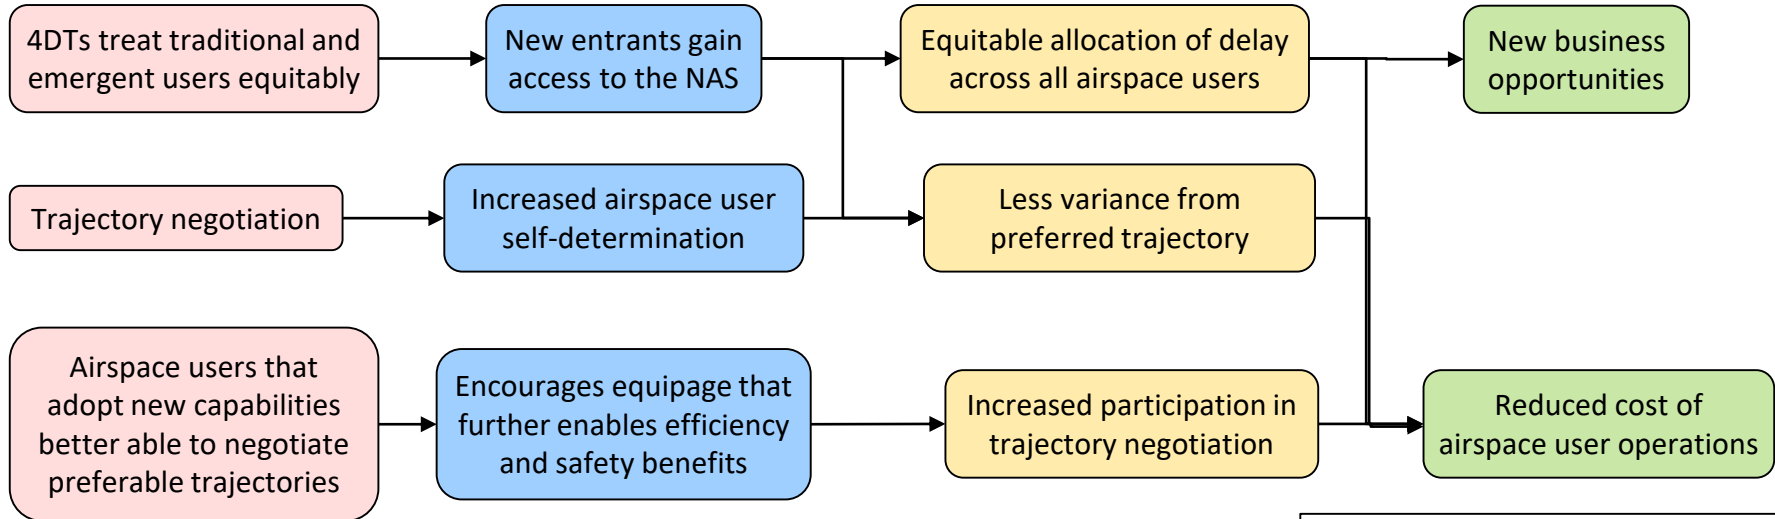 4DTs treat traditional and
emergent users equitably
New entrants gain
access to the NAS
Equitable allocation of delay
across all airspace users
New business
opportunities
Trajectory negotiation
Increased airspace user
self-determination
Less variance from
preferred trajectory
Airspace users that
adopt new capabilities
better able to negotiate
preferable trajectories
Encourages equipage that
further enables efficiency
and safety benefits
Increased participation in
trajectory negotiation
Reduced cost of
airspace user operations